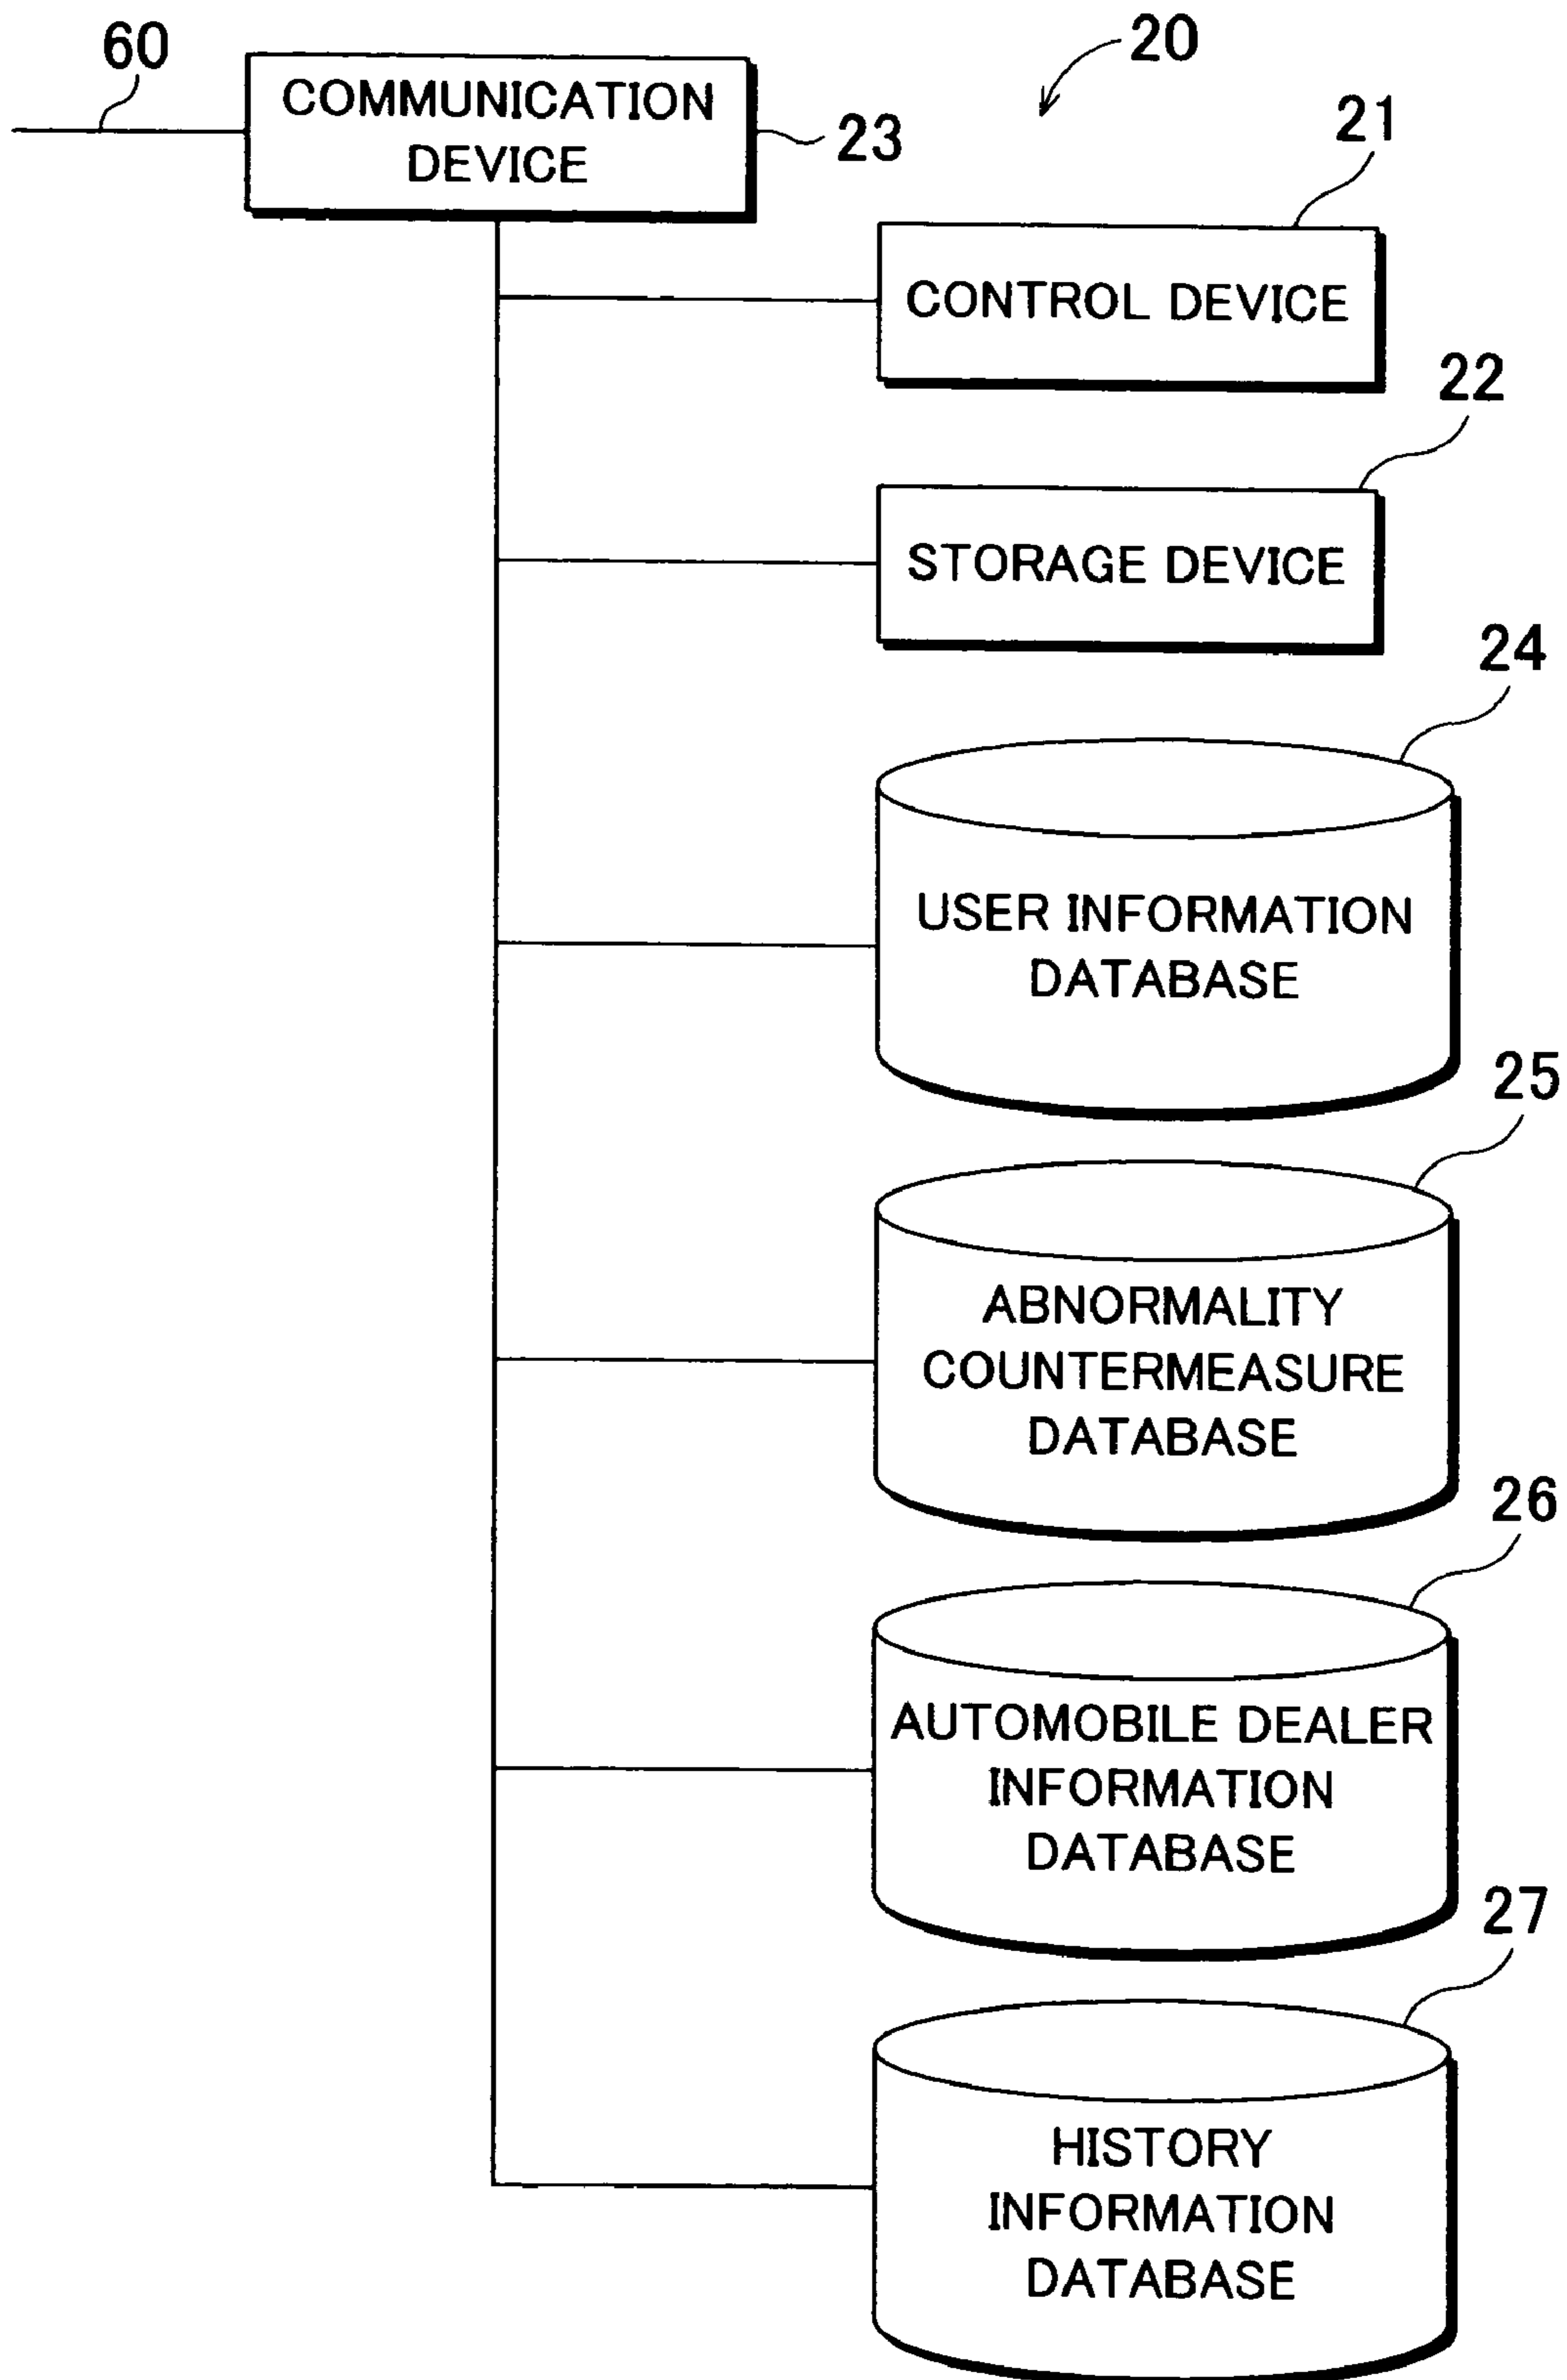 60
COMMUNICATION
DEVICE
23
20
21
CONTROL DEVICE
22
STORAGE DEVICE
24
USER INFORMATION
DATABASE
25
ABNORMALITY
COUNTERMEASURE
DATABASE
26
AUTOMOBILE DEALER
INFORMATION
DATABASE
27
HISTORY
INFORMATION
DATABASE